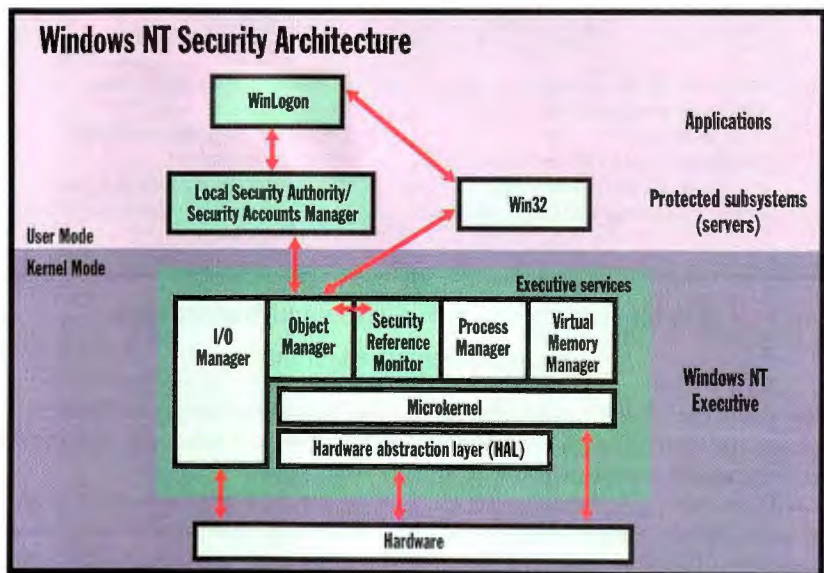 Windows NT Security Architecture
WinLogon
Applications
Local Security Authority/
Security Accounts Manager
Win32
Protected subsystems
(servers)
User Mode
Kernel Mode
Executive services
I/O
Manager
Object
Manager
Security
Reference
Monitor
Process
Manager
Virtual
Memory
Manager
Windows NT
Executive
Microkernel
Hardware abstraction layer (HAL)
Hardware